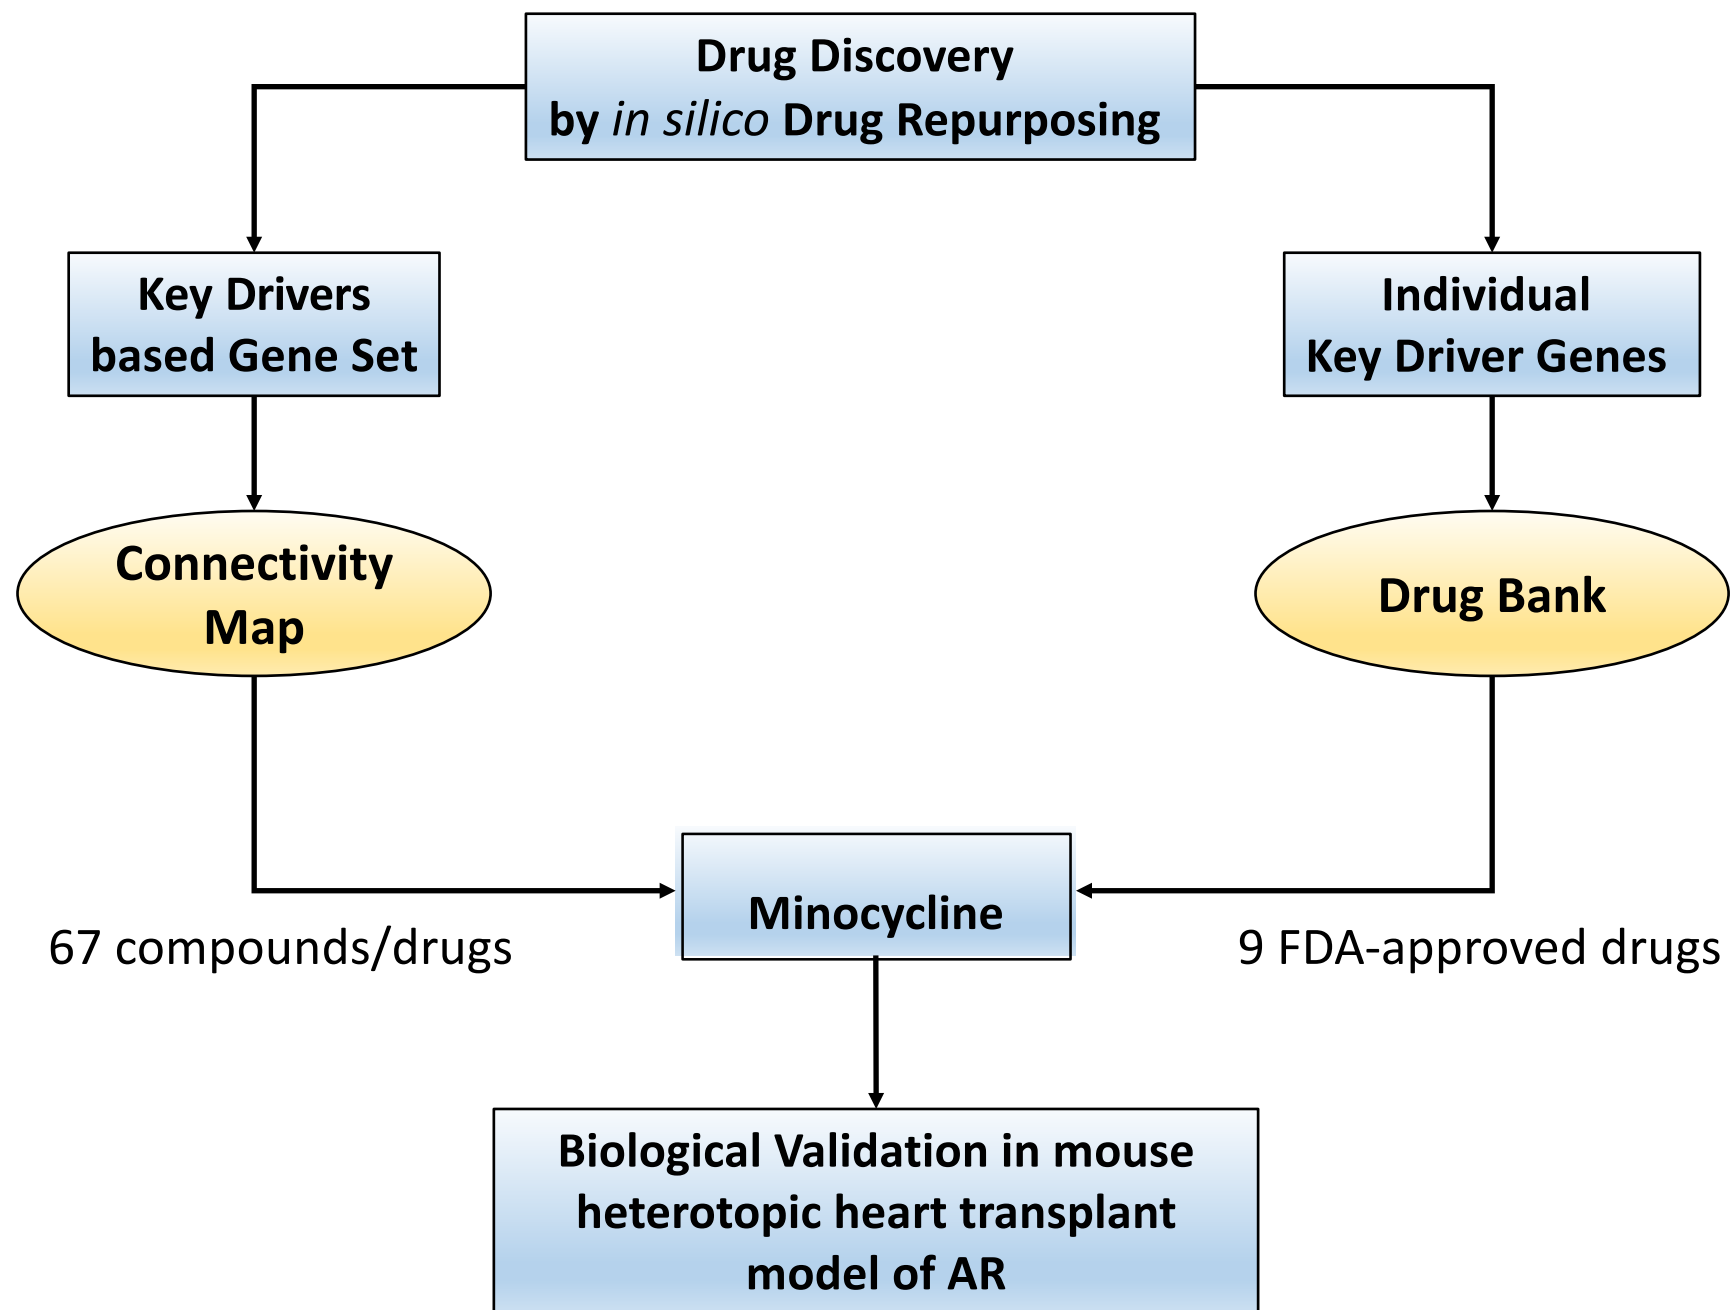 Drug Discovery
by in silico Drug Repurposing
Key Drivers
based Gene Set
Individual
Key Driver Genes
Connectivity
Map
Drug Bank
Minocycline
67 compounds/drugs
9 FDA-approved drugs
Biological Validation in mouse
heterotopic heart transplant
model of AR